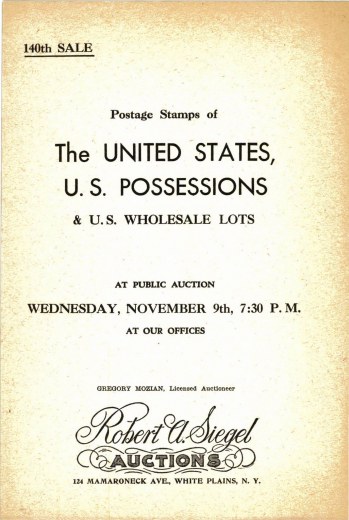 140th SALE
Postage Stamps of
The UNITED STATES,
U. S. POSSESSIONS
& U. S. WHOLESALE LOTS
AT PUBLIC AUCTION
WEDNESDAY, NOVEMBER 9th, 7:30 P. M.
AT OUR OFFICES
GREGORY MOZIAN, Licensed Auctioneer
Robert A. Siegel
AUCTIONS
124 MAMARONECK AVE., WHITE PLAINS, N. Y.